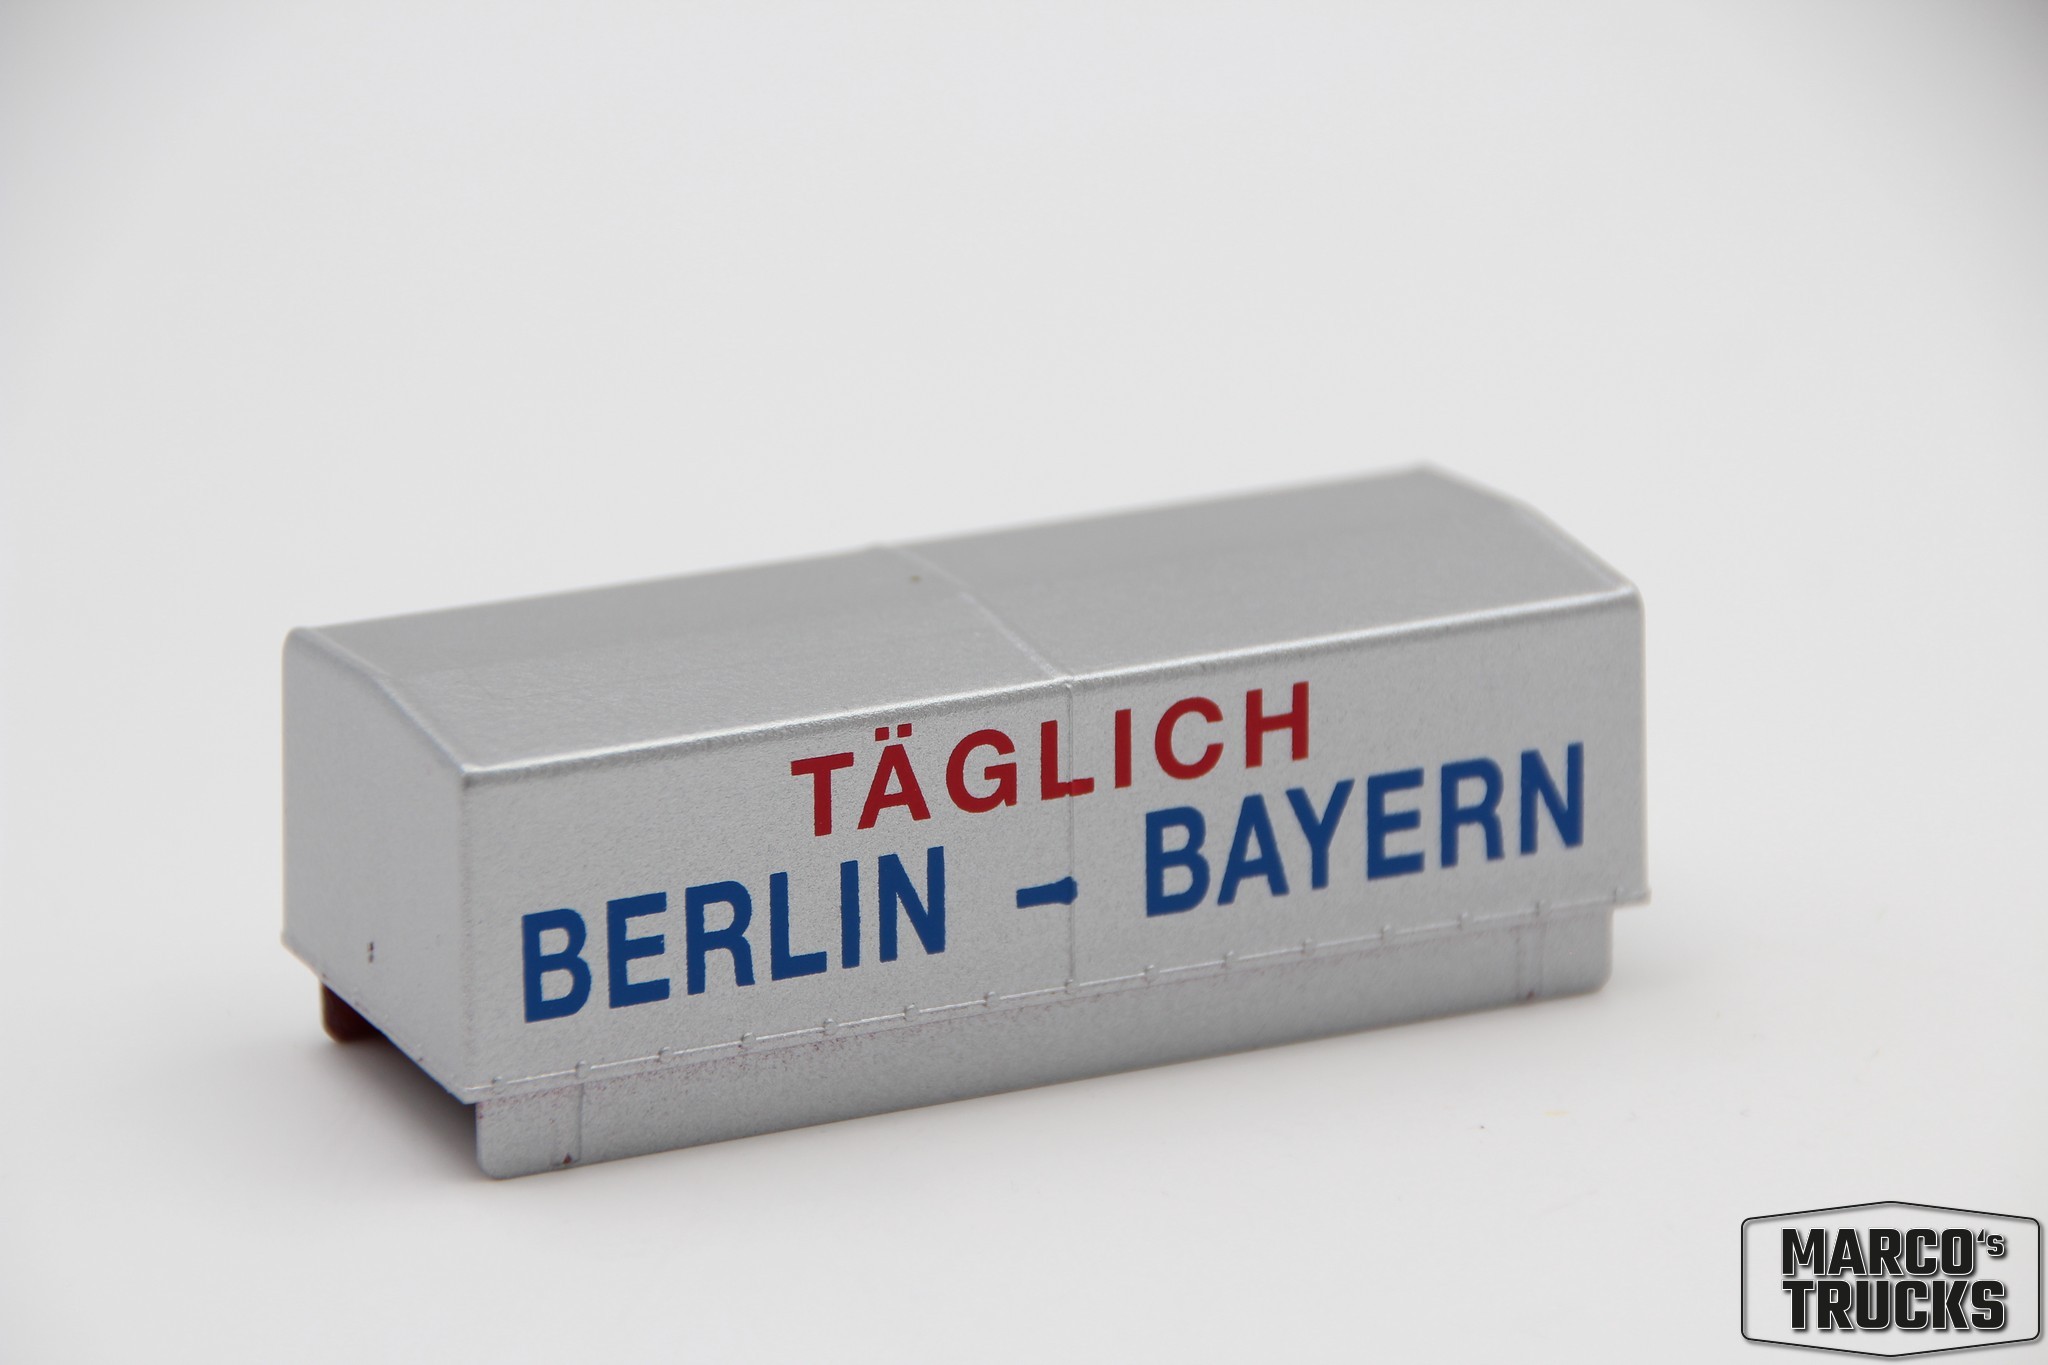 TÄGLICH
BERLIN - BAYERN
MARCO's
TRUCKS